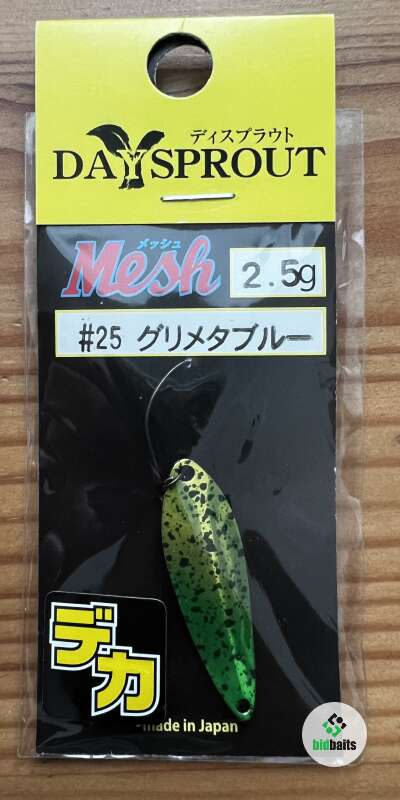 ディスプラウト
DAYSPROUT
メッシュ
Mesh
2.5g
#25 グリメタブルー
デカ
made in Japan
bidbaits